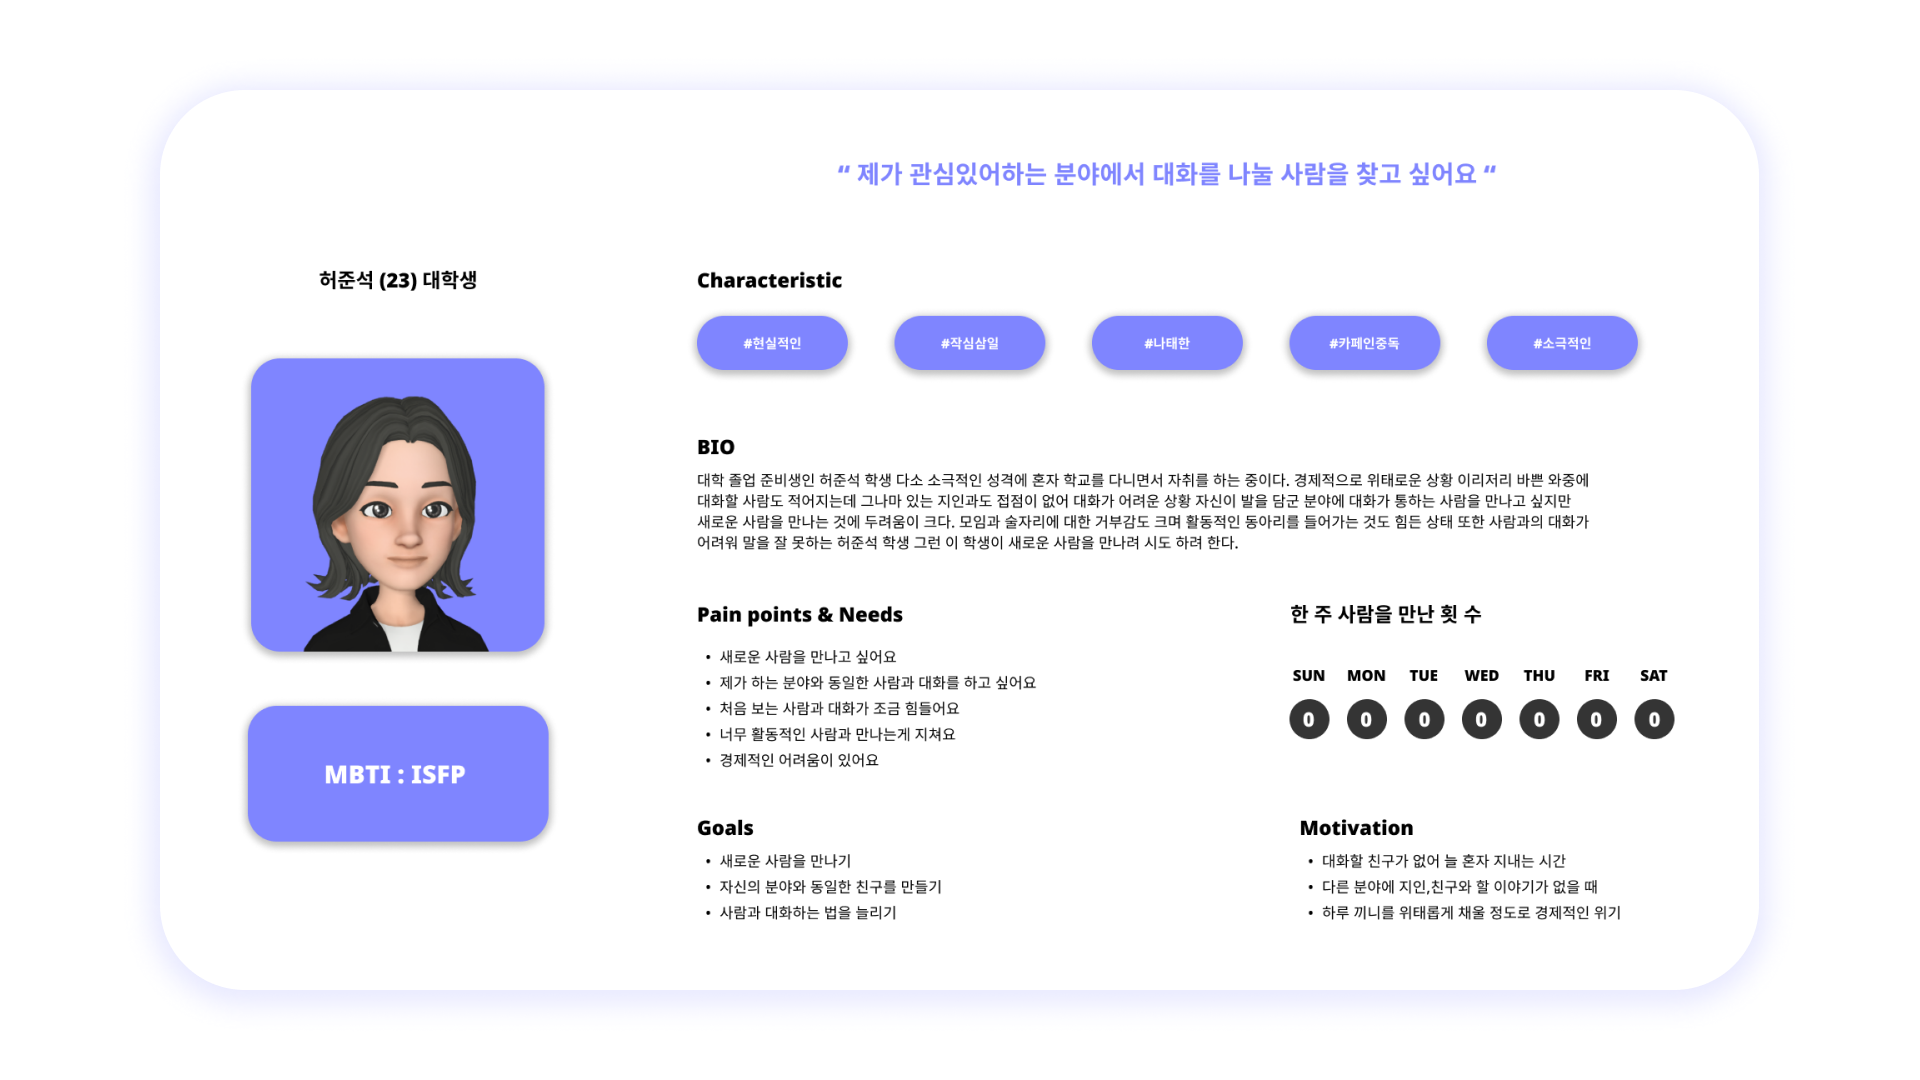 “ 제가 관심있어하는 분야에서 대화를 나눌 사람을 찾고 싶어요 “
허준석 (23) 대학생
MBTI : ISFP
Characteristic
#현실적인
#작심삼일
#나태한
#카페인중독
#소극적인
BIO
대학 졸업 준비생인 허준석 학생 다소 소극적인 성격에 혼자 학교를 다니면서 자취를 하는 중이다. 경제적으로 위태로운 상황 이리저리 바쁜 와중에
대화할 사람도 적어지는데 그나마 있는 지인과도 접점이 없어 대화가 어려운 상황 자신이 발을 담군 분야에 대화가 통하는 사람을 만나고 싶지만
새로운 사람을 만나는 것에 두려움이 크다. 모임과 술자리에 대한 거부감도 크며 활동적인 동아리를 들어가는 것도 힘든 상태 또한 사람과의 대화가
어려워 말을 잘 못하는 허준석 학생 그런 이 학생이 새로운 사람을 만나려 시도 하려 한다.
Pain points & Needs
• 새로운 사람을 만나고 싶어요
• 제가 하는 분야와 동일한 사람과 대화를 하고 싶어요
• 처음 보는 사람과 대화가 조금 힘들어요
• 너무 활동적인 사람과 만나는게 지쳐요
• 경제적인 어려움이 있어요
한 주 사람을 만난 횟 수
SUN MON TUE WED THU FRI SAT
0 0 0 0 0 0 0
Goals
• 새로운 사람을 만나기
• 자신의 분야와 동일한 친구를 만들기
• 사람과 대화하는 법을 늘리기
Motivation
• 대화할 친구가 없어 늘 혼자 지내는 시간
• 다른 분야에 지인,친구와 할 이야기가 없을 때
• 하루 끼니를 위태롭게 채울 정도로 경제적인 위기